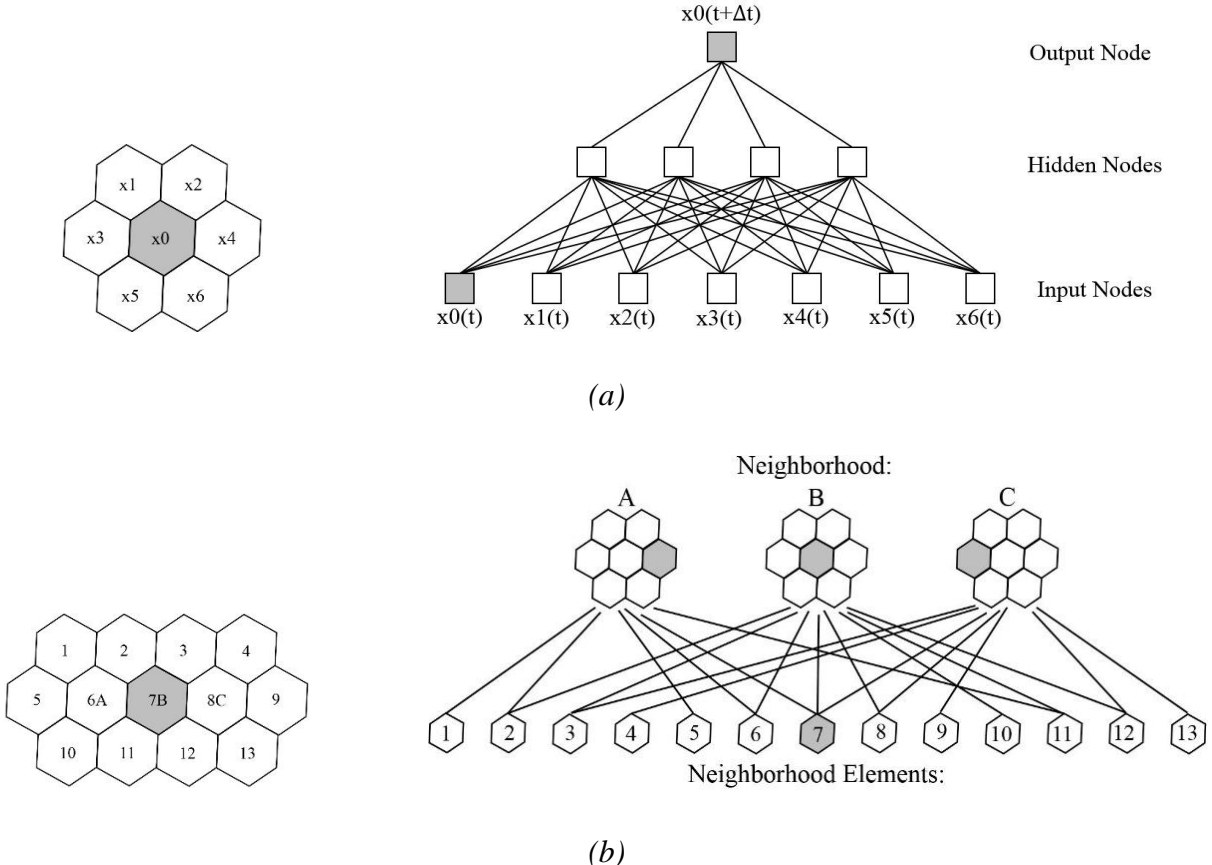 x0(t+Δt)
Output Node
Hidden Nodes
x1 x2
x3 x0 x4
x5 x6
Input Nodes
x0(t) x1(t) x2(t) x3(t) x4(t) x5(t) x6(t)
(a)
Neighborhood:
A B C
1 2 3 4
5 6A 7B 8C 9
10 11 12 13
1 2 3 4 5 6 7 8 9 10 11 12 13
Neighborhood Elements:
(b)